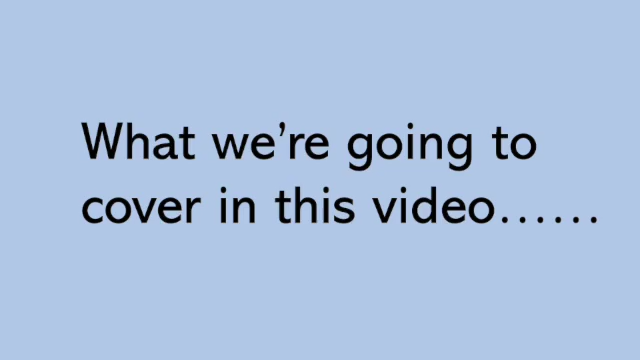 What we’re going to
cover in this video......